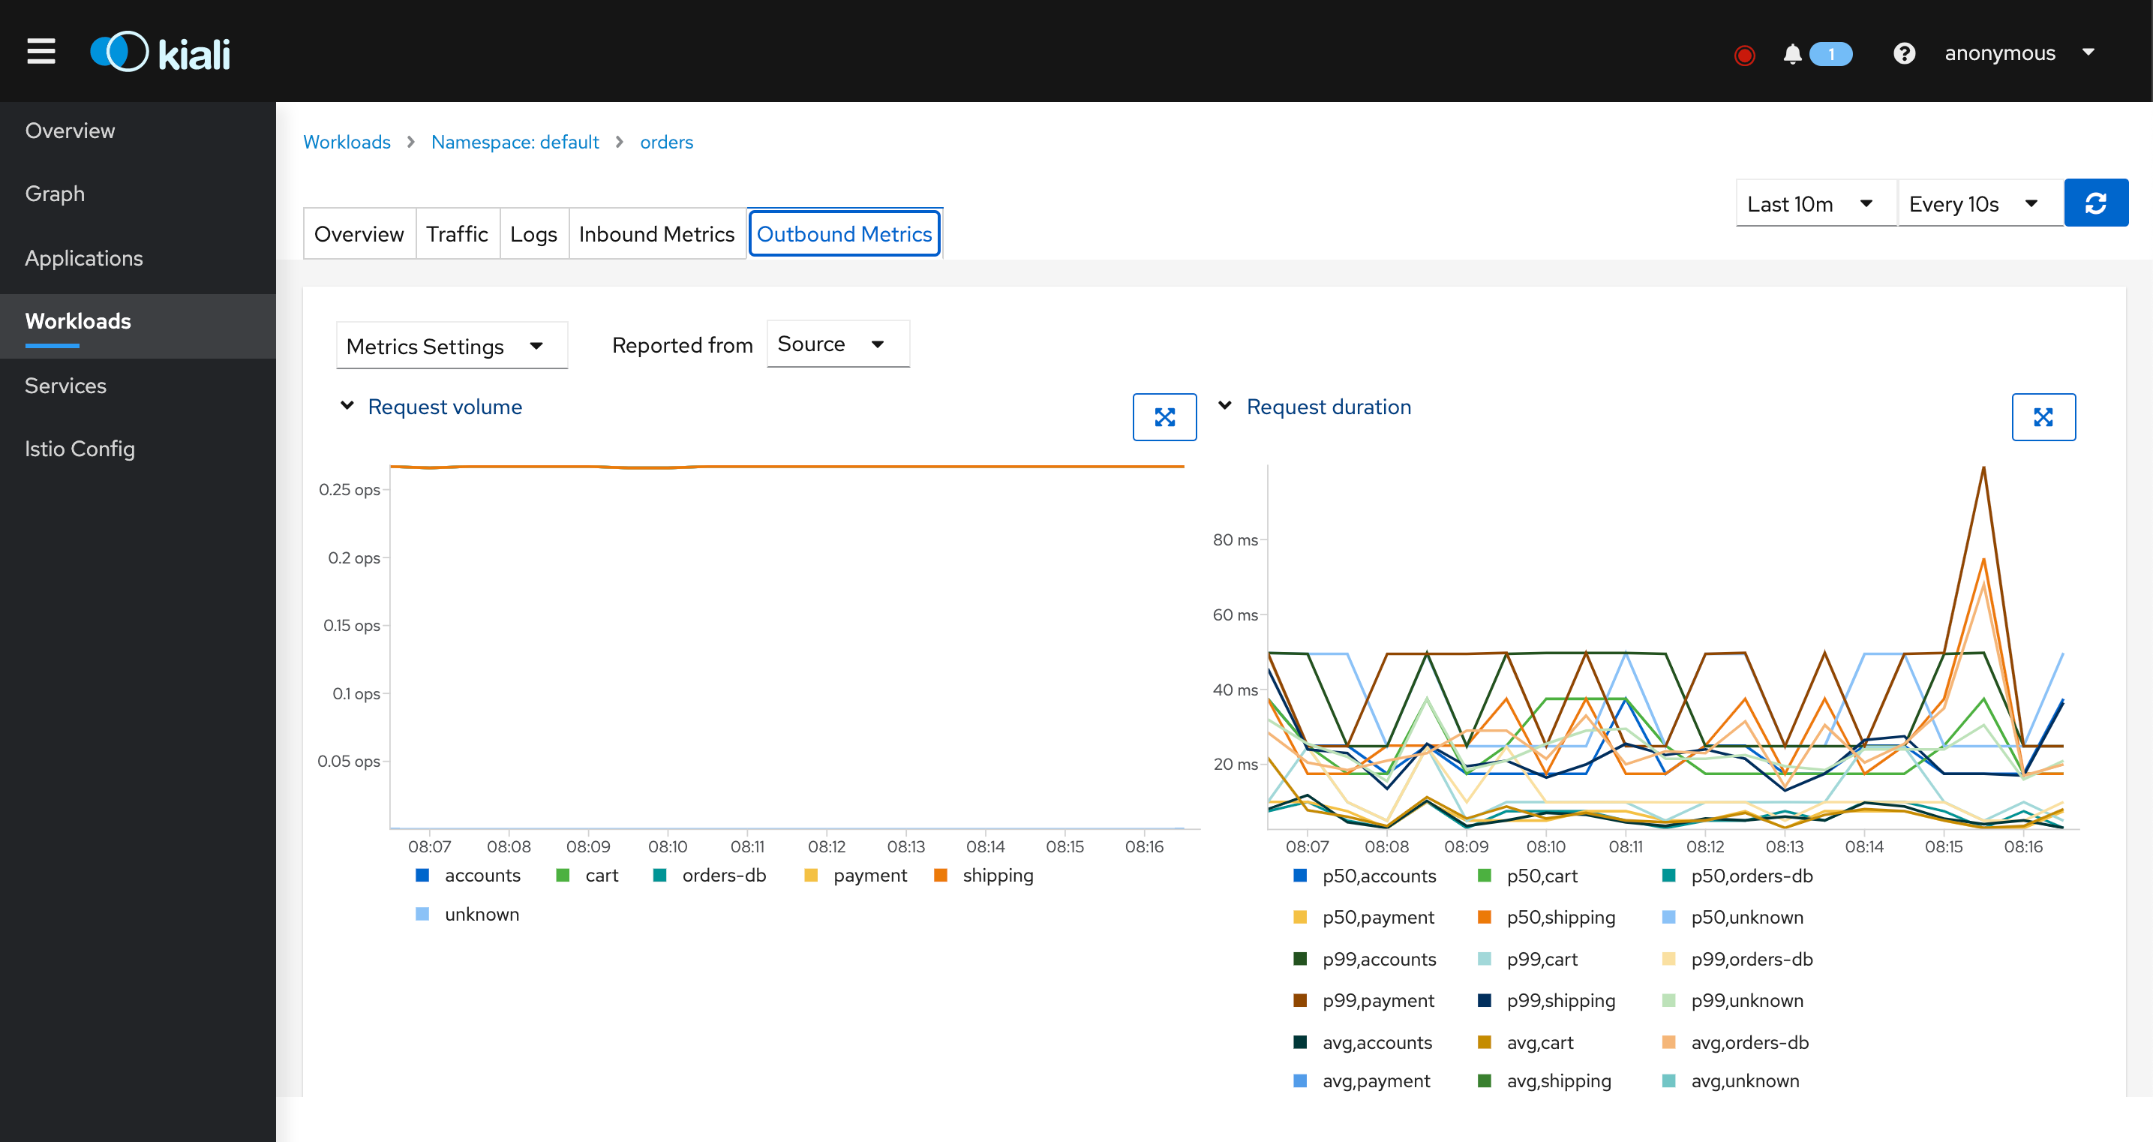 kiali
1
anonymous
Overview
Graph
Applications
Workloads
Services
Istio Config
Workloads > Namespace: default > orders
Last 10m
Every 10s
Overview Traffic Logs Inbound Metrics Outbound Metrics
Metrics Settings
Reported from
Source
Request volume
0.25 ops
0.2 ops
0.15 ops
0.1 ops
0.05 ops
08:07 08:08 08:09 08:10 08:11 08:12 08:13 08:14 08:15 08:16
accounts cart orders-db payment shipping
unknown
Request duration
80 ms
60 ms
40 ms
20 ms
08:07 08:08 08:09 08:10 08:11 08:12 08:13 08:14 08:15 08:16
p50,accounts p50,cart p50,orders-db
p50,payment p50,shipping p50,unknown
p99,accounts p99,cart p99,orders-db
p99,payment p99,shipping p99,unknown
avg,accounts avg,cart avg,orders-db
avg,payment avg,shipping avg,unknown